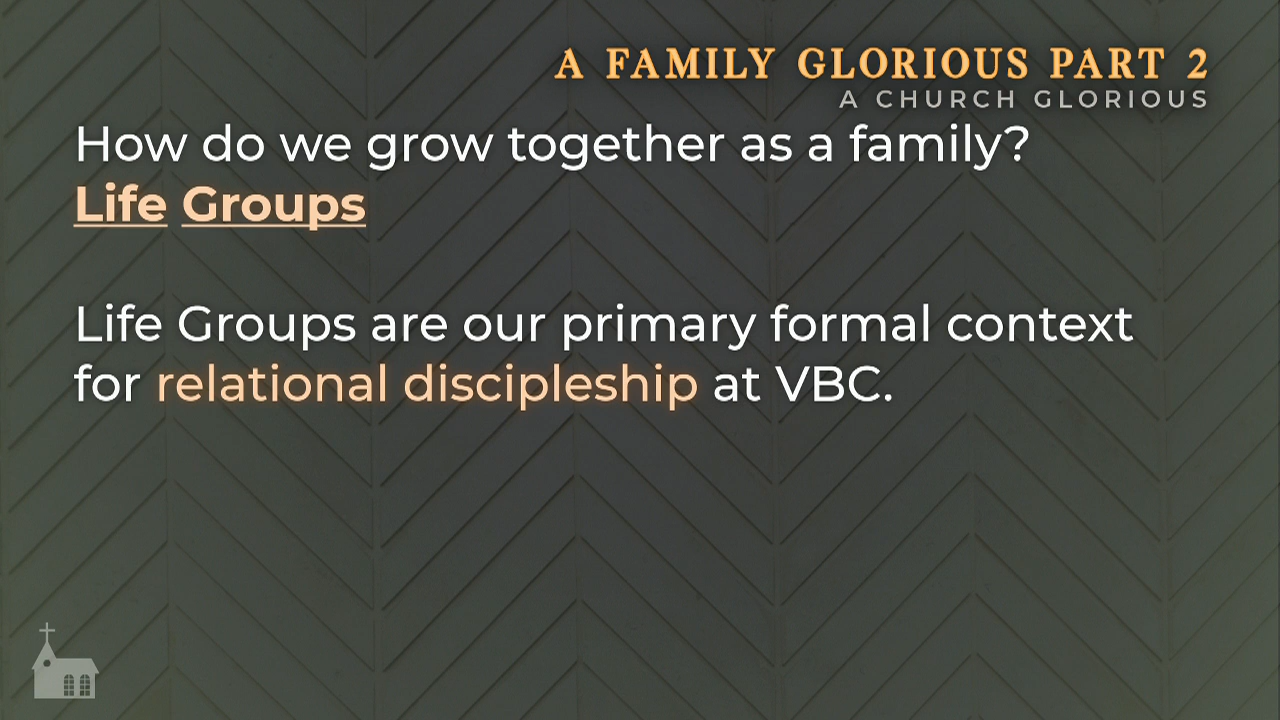 A FAMILY GLORIOUS PART 2
A CHURCH GLORIOUS
How do we grow together as a family?
Life Groups
Life Groups are our primary formal context
for relational discipleship at VBC.